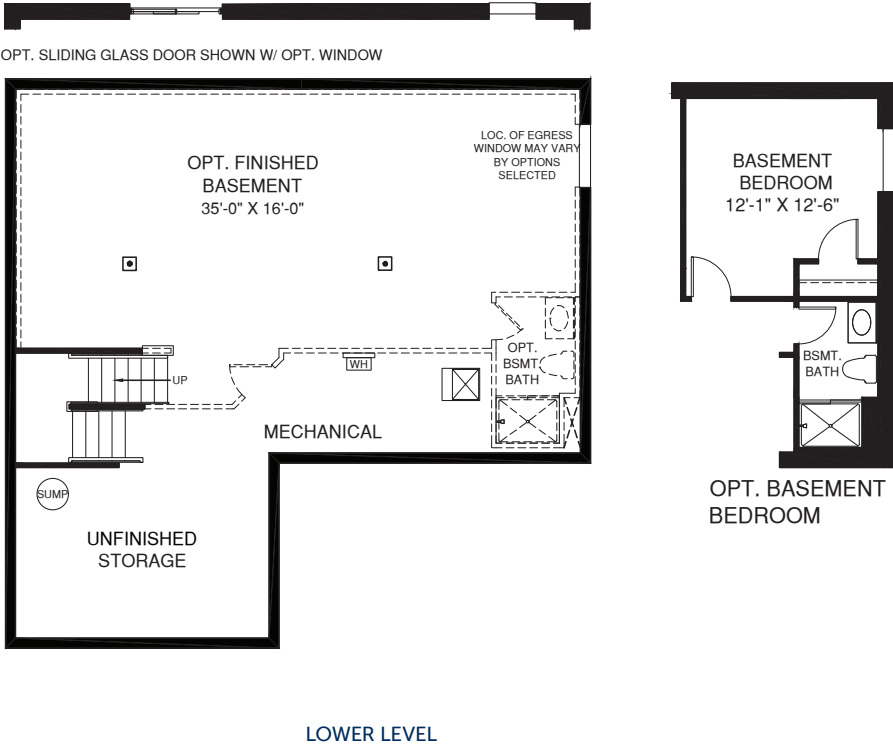 OPT. SLIDING GLASS DOOR SHOWN W/ OPT. WINDOW
OPT. FINISHED
BASEMENT
35'-0" X 16'-0"
LOC. OF EGRESS
WINDOW MAY VARY
BY OPTIONS
SELECTED
UP
WH
OPT.
BSMT.
BATH
MECHANICAL
SUMP
UNFINISHED
STORAGE
BASEMENT
BEDROOM
12'-1" X 12'-6"
BSMT.
BATH
OPT. BASEMENT
BEDROOM
LOWER LEVEL